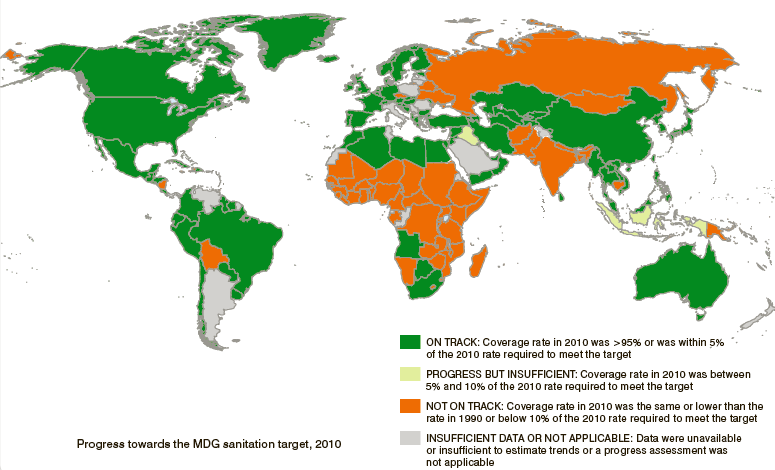 ON TRACK: Coverage rate in 2010 was >95% or was within 5%
of the 2010 rate required to meet the target
PROGRESS BUT INSUFFICIENT: Coverage rate in 2010 was between
5% and 10% of the 2010 rate required to meet the target
NOT ON TRACK: Coverage rate in 2010 was the same or lower than the
rate in 1990 or below 10% of the 2010 rate required to meet the target
INSUFFICIENT DATA OR NOT APPLICABLE: Data were unavailable
or insufficient to estimate trends or a progress assessment was
not applicable
Progress towards the MDG sanitation target, 2010